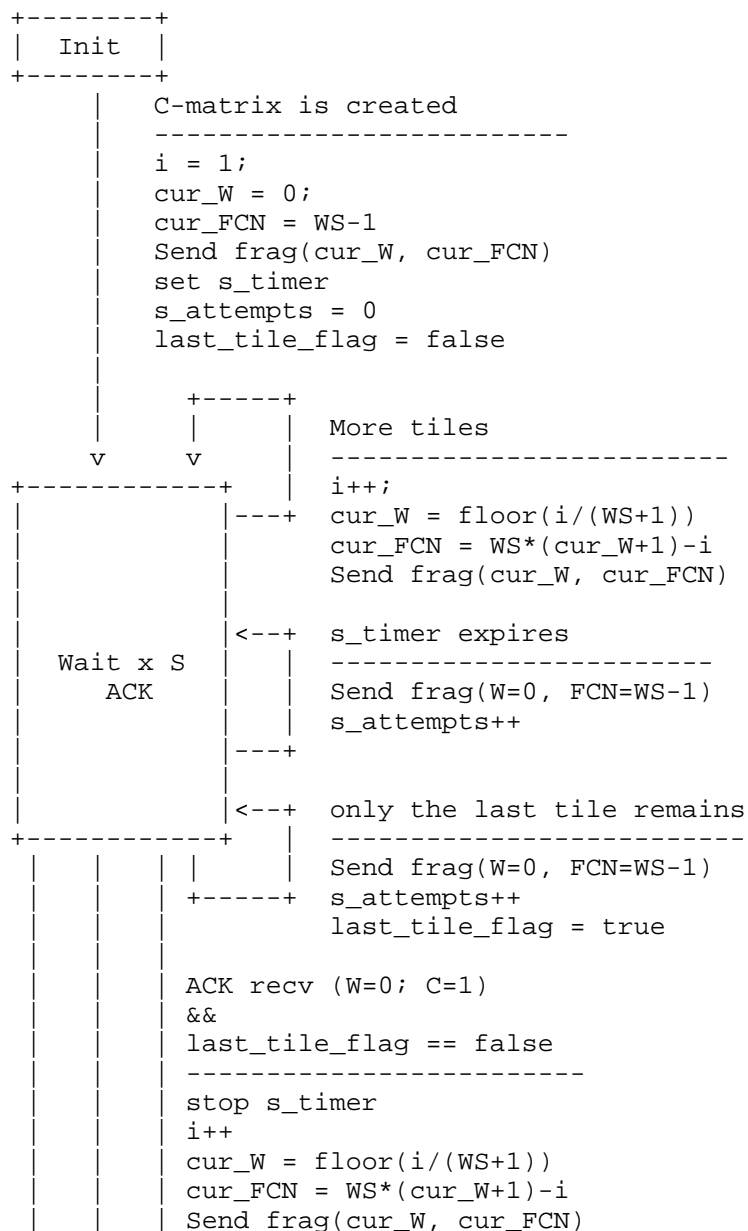 Init
C-matrix is created
i = 1;
cur_W = 0;
cur_FCN = WS-1
Send frag(cur_W, cur_FCN)
set s_timer
s_attempts = 0
last_tile_flag = false
More tiles
i++;
cur_W = floor(i/(WS+1))
cur_FCN = WS*(cur_W+1)-i
Send frag(cur_W, cur_FCN)
s_timer expires
Wait x S
ACK
Send frag(W=0, FCN=WS-1)
s_attempts++
only the last tile remains
Send frag(W=0, FCN=WS-1)
s_attempts++
last_tile_flag = true
ACK recv (W=0; C=1)
&&
last_tile_flag == false
stop s_timer
i++
cur_W = floor(i/(WS+1))
cur_FCN = WS*(cur_W+1)-i
Send frag(cur_W, cur_FCN)